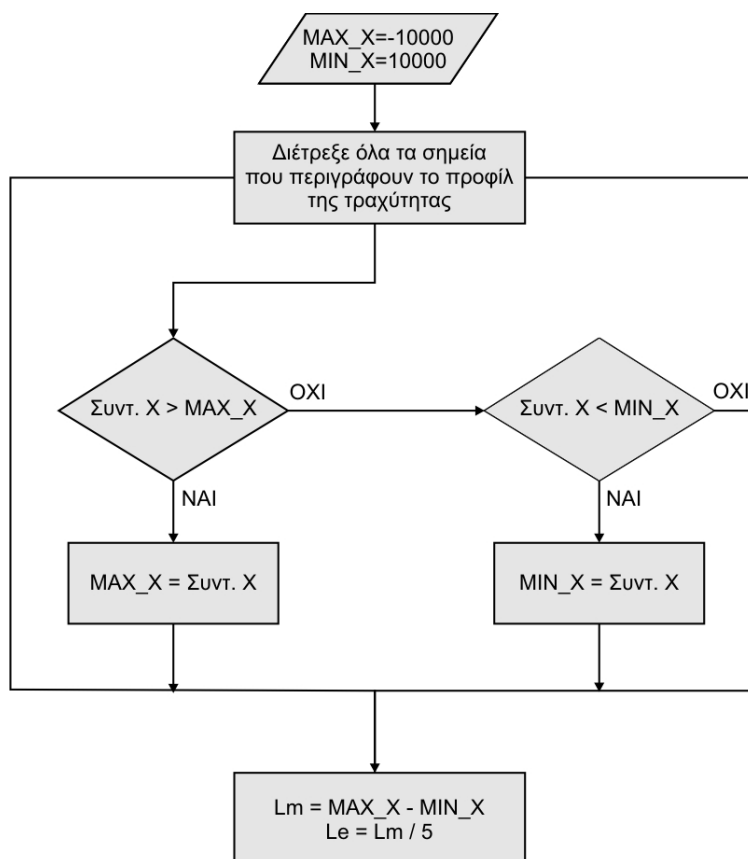 MAX_X=-10000
MIN_X=10000
Διέτρεξε όλα τα σημεία
που περιγράφουν το προφίλ
της τραχύτητας
Συντ. Χ > MAX_X
ΟΧΙ
Συντ. Χ < MIN_X
ΟΧΙ
ΝΑΙ
ΝΑΙ
MAX_X = Συντ. Χ
MIN_X = Συντ. Χ
Lm = MAX_X - MIN_X
Le = Lm / 5